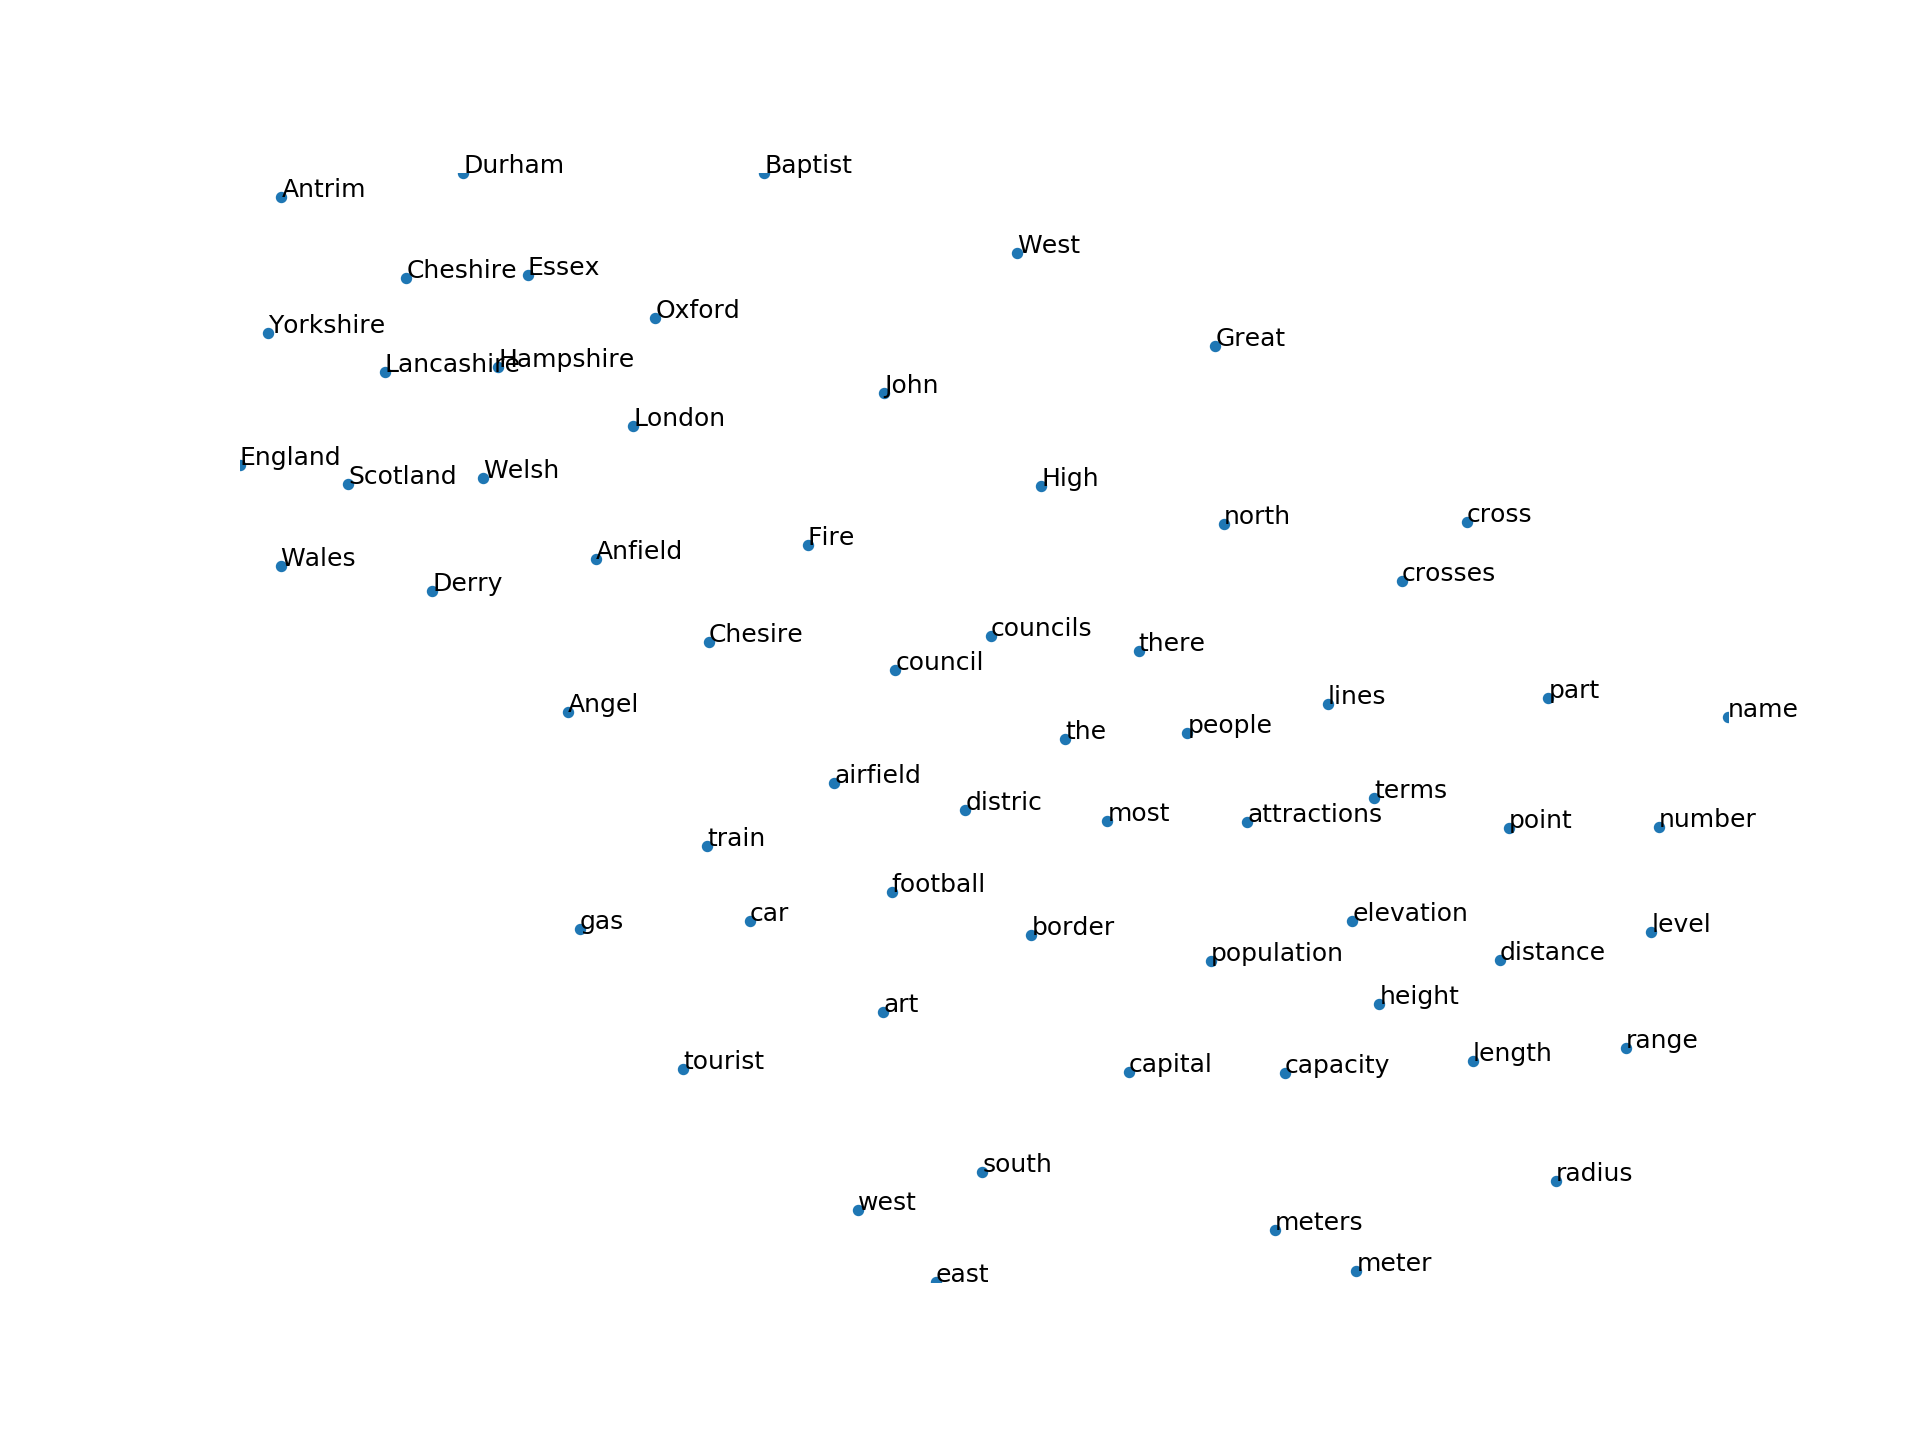 Durham
Baptist
Antrim
West
Cheshire
Essex
Oxford
Yorkshire
Great
Lancashire
Hampshire
John
London
England
Scotland
Welsh
High
north
cross
Wales
Anfield
Fire
crosses
Derry
Chesire
councils
there
council
Angel
lines
part
name
the
people
airfield
distric
most
attractions
terms
point
number
train
football
gas
car
border
elevation
level
population
distance
art
height
range
tourist
capital
capacity
length
south
radius
west
meters
east
meter